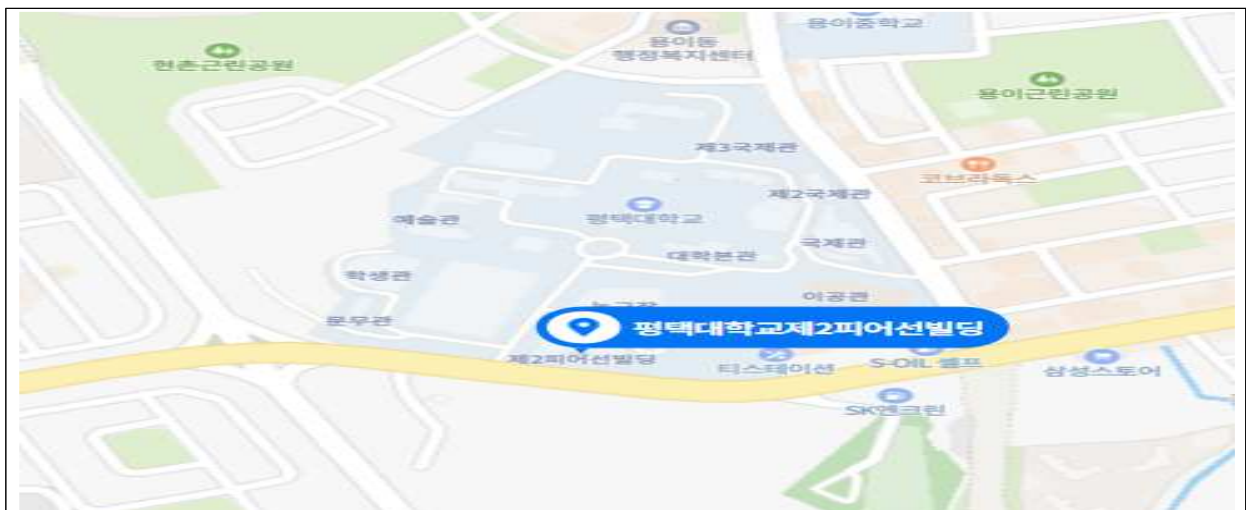 용이중학교
용이동
행정복지센터
현촌근린공원
용이근린공원
제3국제관
코브라독스
제2국제관
평택대학교
예술관
국제관
대학본관
학생관
이공관
문무관
평택대학교제2피어선빌딩
제2피어선빌딩
티스테이션
S-OIL 셀프
삼성스토어
SK엔크린